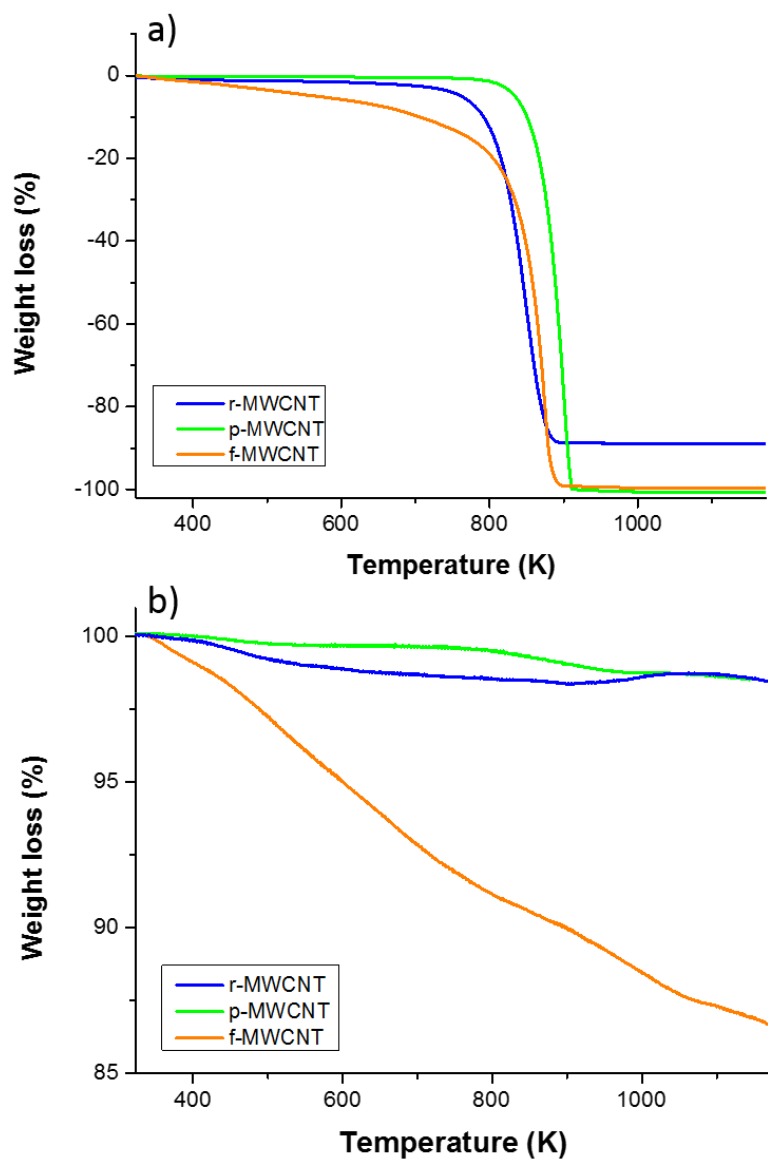 a)
0
-20
-40
-60
-80
-100
Weight loss (%)
r-MWCNT
p-MWCNT
f-MWCNT
400 600 800 1000
Temperature (K)
b)
100
95
90
85
Weight loss (%)
r-MWCNT
p-MWCNT
f-MWCNT
400 600 800 1000
Temperature (K)